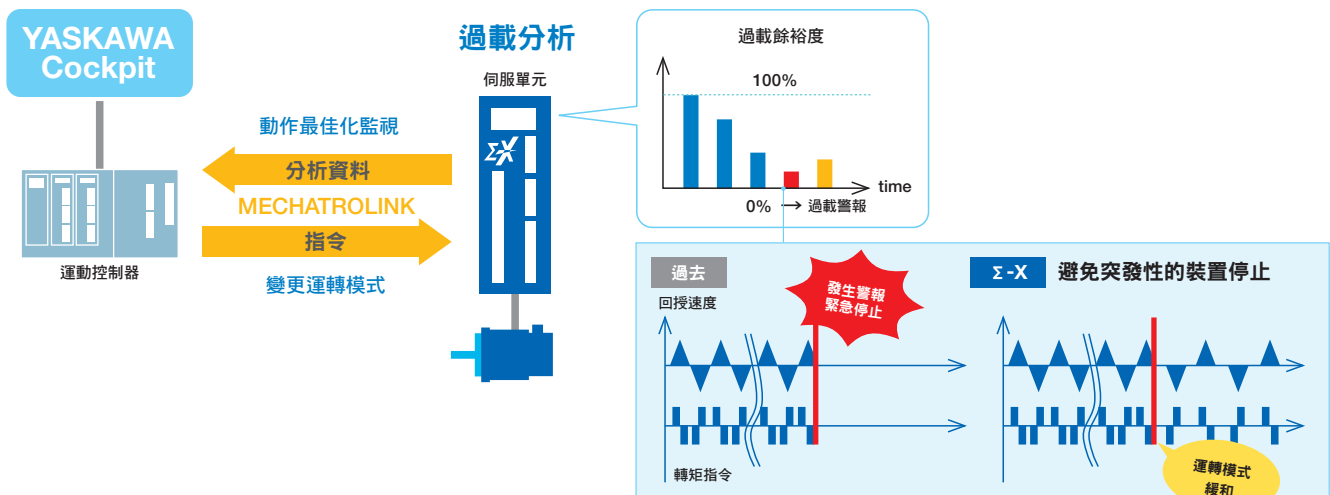 YASKAWA
Cockpit
過載分析
伺服單元
Σ-X
動作最佳化監視
分析資料
MECHATROLINK
指令
變更運轉模式
運動控制器
過載餘裕度
100%
time
0% → 過載警報
過去
回授速度
發生警報
緊急停止
轉矩指令
Σ-X
避免突發性的裝置停止
運轉模式
緩和